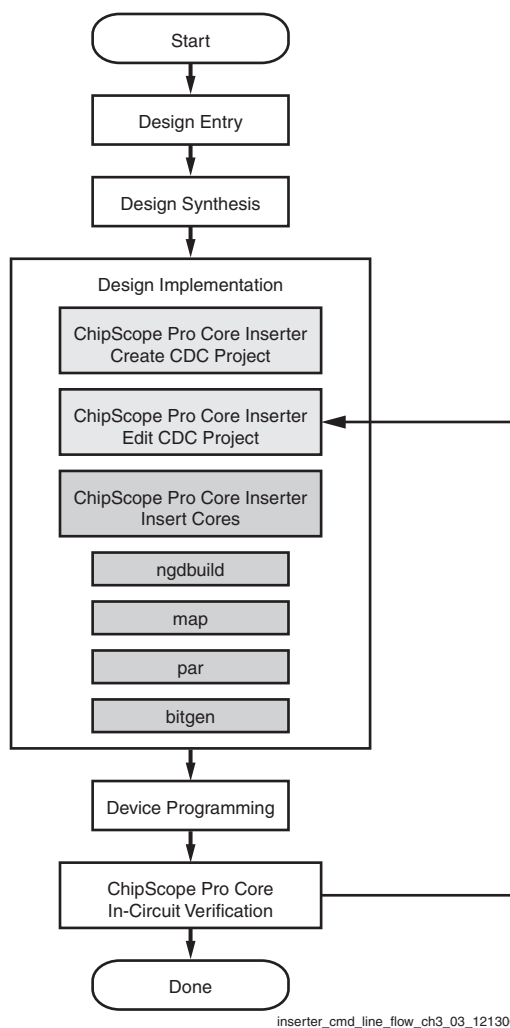 Start
Design Entry
Design Synthesis
Design Implementation
ChipScope Pro Core Inserter
Create CDC Project
ChipScope Pro Core Inserter
Edit CDC Project
ChipScope Pro Core Inserter
Insert Cores
ngdbuild
map
par
bitgen
Device Programming
ChipScope Pro Core
In-Circuit Verification
Done
inserter_cmd_line_flow_ch3_03_12130